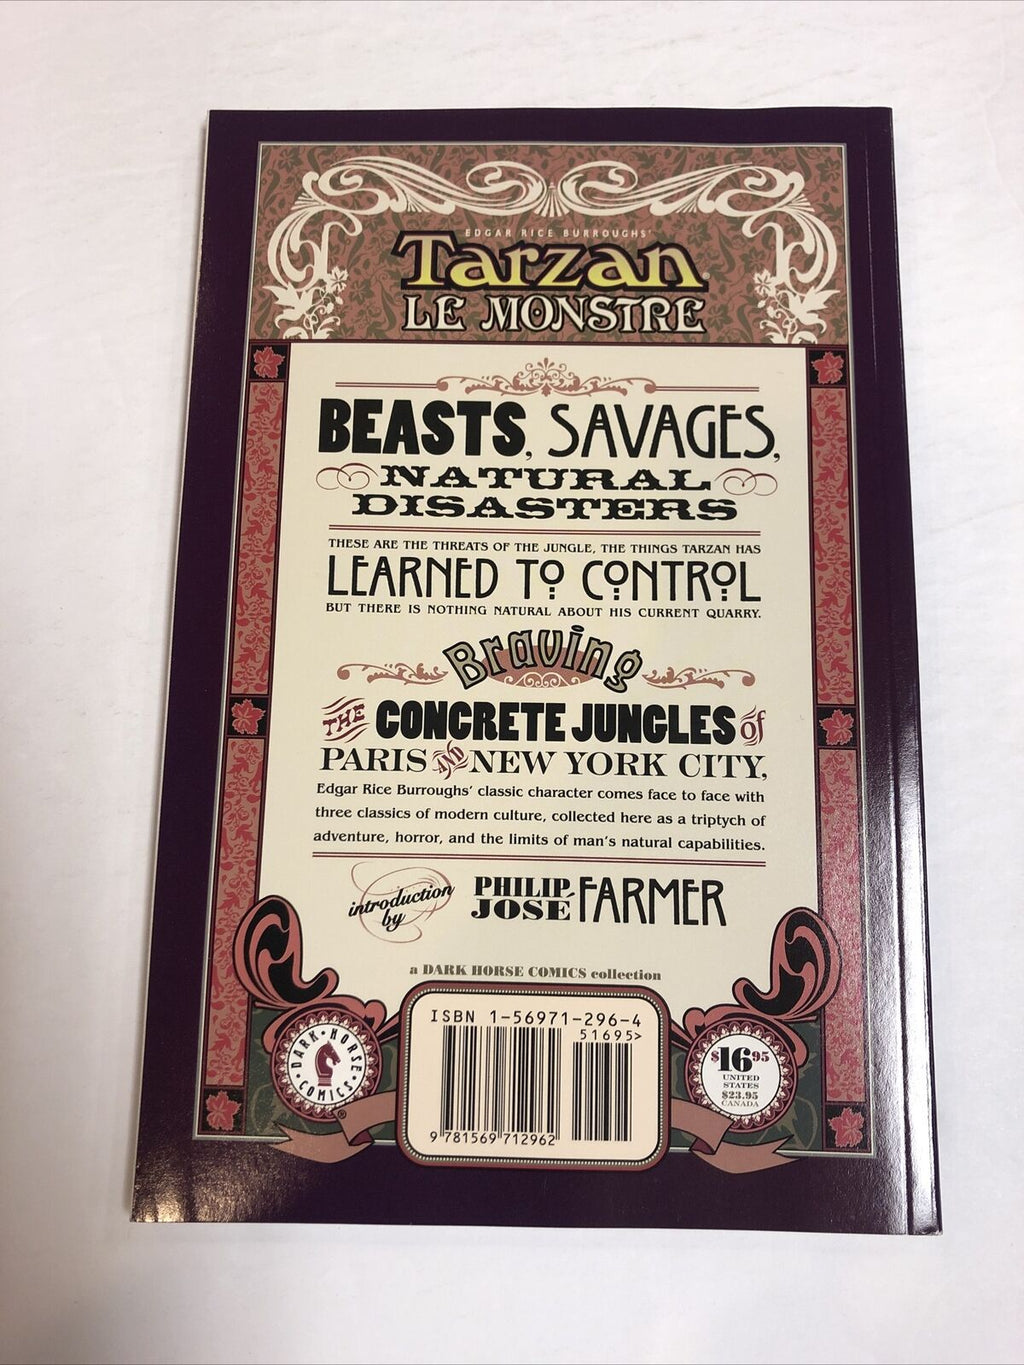 EDGAR RICE BURROUGHS'
Tarzan
LE MONSTRE
BEASTS, SAVAGES,
NATURAL
DISASTERS
THESE ARE THE THREATS OF THE JUNGLE, THE THINGS TARZAN HAS
LEARNED TO CONTROL
BUT THERE IS NOTHING NATURAL ABOUT HIS CURRENT QUARRY.
Braving
THE CONCRETE JUNGLES of
PARIS AND NEW YORK CITY,
Edgar Rice Burroughs' classic character comes face to face with
three classics of modern culture, collected here as a triptych of
adventure, horror, and the limits of man's natural capabilities.
introduction
by
PHILIP
JOSÉ
FARMER
a DARK HORSE COMICS collection
ISBN 1-56971-296-4
51695>
9 781569 712962
DARK • HORSE • COMICS •
®
$16 95
UNITED
STATES
$23.95
CANADA